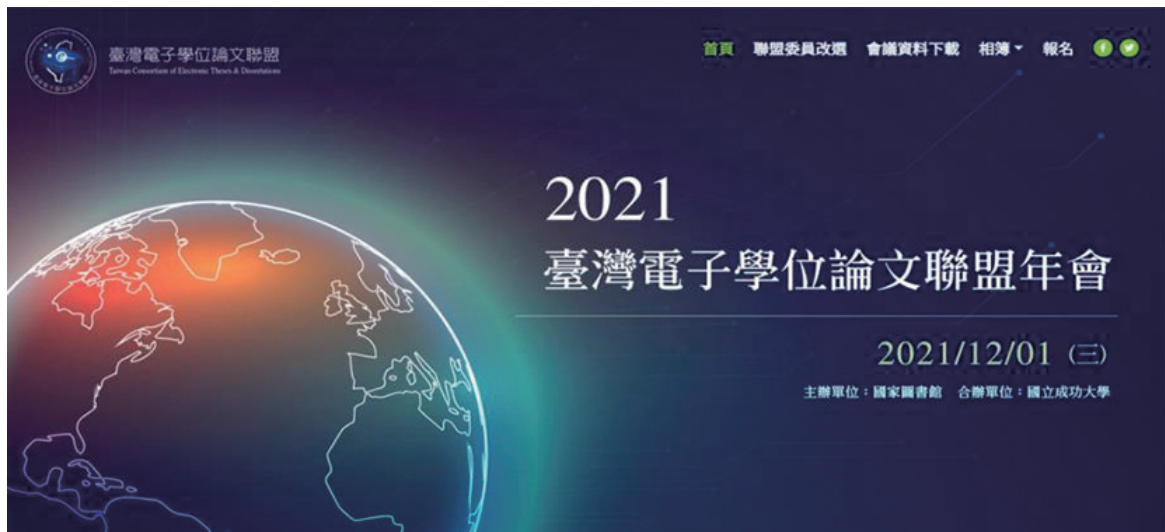 臺灣電子學位論文聯盟
Taiwan Consortium of Electronic Theses & Dissertations
首頁 聯盟委員改選 會議資料下載 相簿 報名
2021
臺灣電子學位論文聯盟年會
2021/12/01 (三)
主辦單位：國家圖書館 合辦單位：國立成功大學